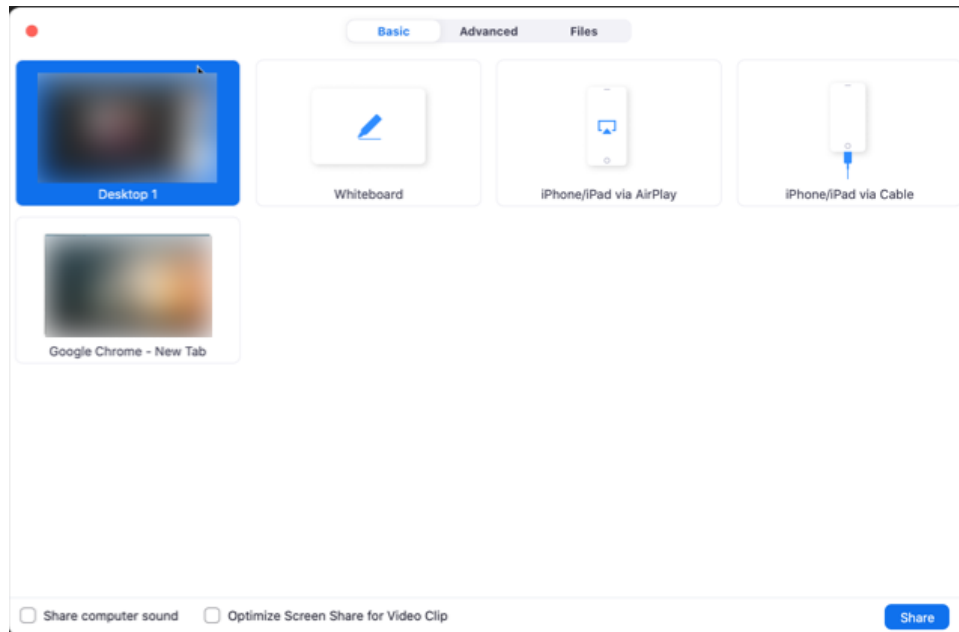 Basic Advanced Files
Desktop 1 Whiteboard iPhone/iPad via AirPlay iPhone/iPad via Cable
Google Chrome - New Tab
Share computer sound Optimize Screen Share for Video Clip Share